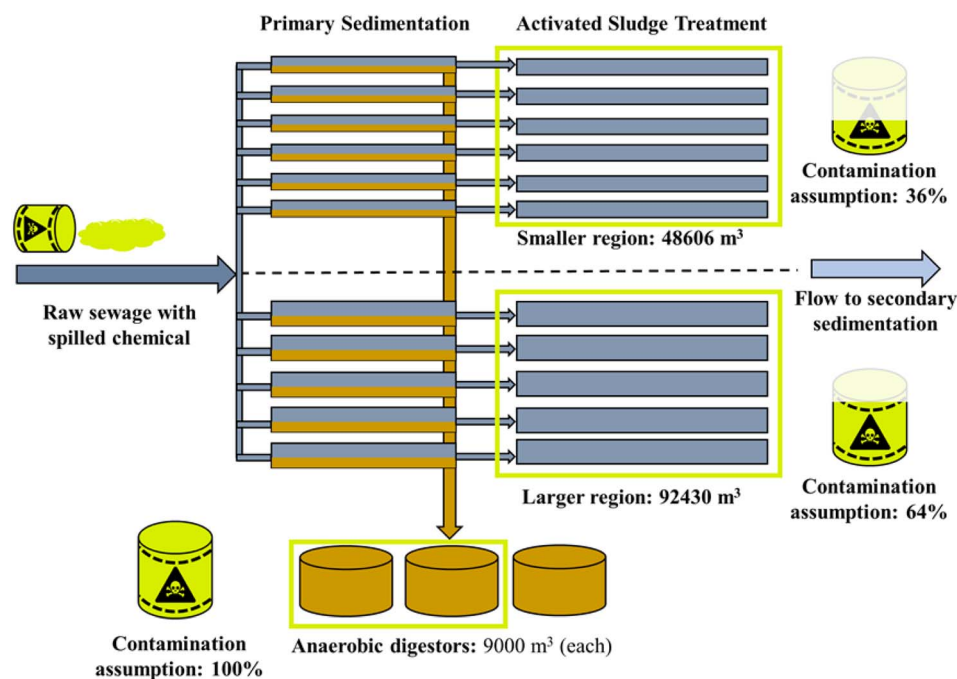 Primary Sedimentation
Activated Sludge Treatment
Contamination
assumption: 36%
Smaller region: 48606 m³
Raw sewage with
spilled chemical
Flow to secondary
sedimentation
Larger region: 92430 m³
Contamination
assumption: 64%
Contamination
assumption: 100%
Anaerobic digestors: 9000 m³ (each)